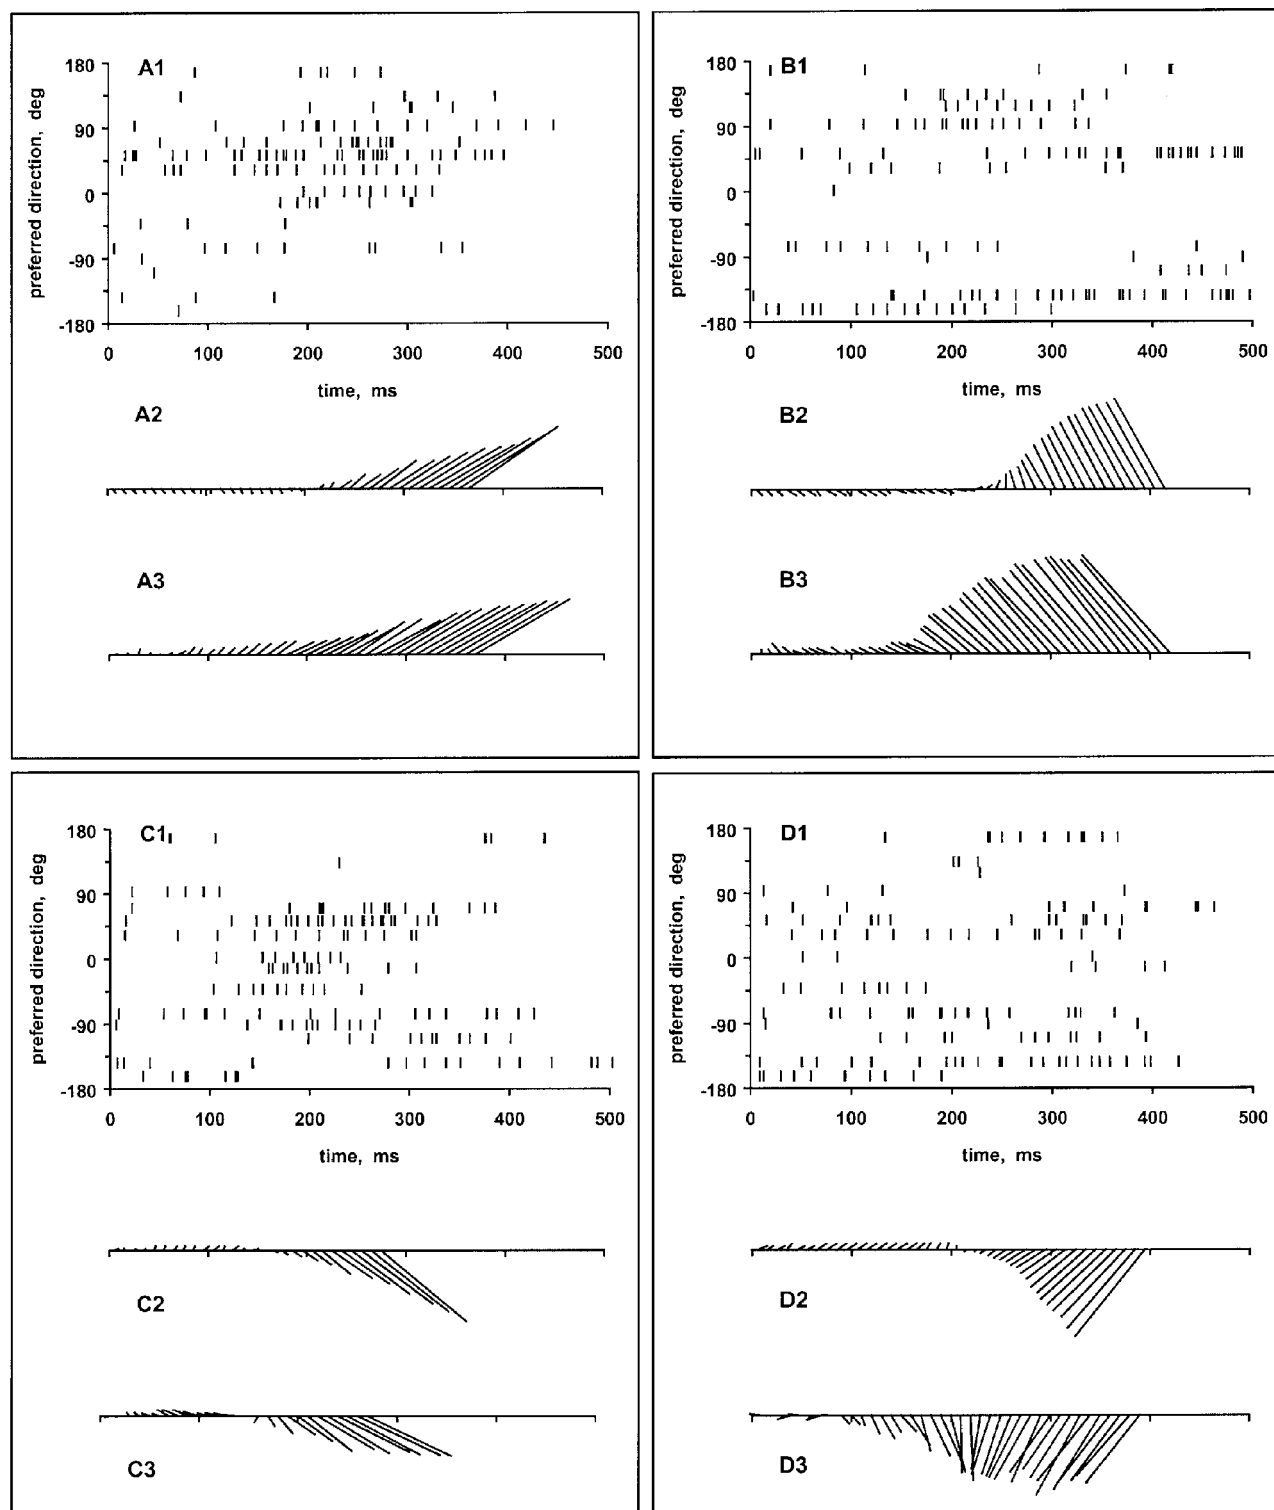 A1
180
90
0
-90
-180
preferred direction, deg
0 100 200 300 400 500
time, ms
A2
A3
B1
180
90
0
-90
-180
preferred direction, deg
0 100 200 300 400 500
time, ms
B2
B3
C1
180
90
0
-90
-180
preferred direction, deg
0 100 200 300 400 500
time, ms
C2
C3
D1
180
90
0
-90
-180
preferred direction, deg
0 100 200 300 400 500
time, ms
D2
D3